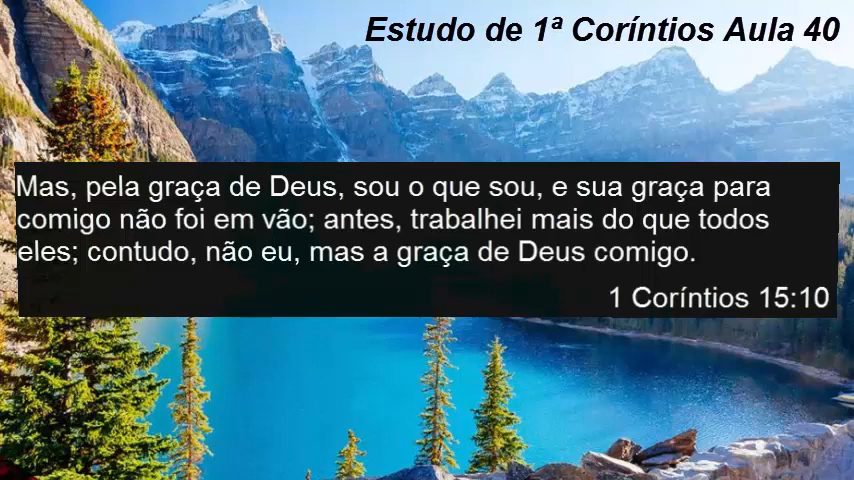 Estudo de 1ª Coríntios Aula 40
Mas, pela graça de Deus, sou o que sou, e sua graça para
comigo não foi em vão; antes, trabalhei mais do que todos
eles; contudo, não eu, mas a graça de Deus comigo.
1 Coríntios 15:10